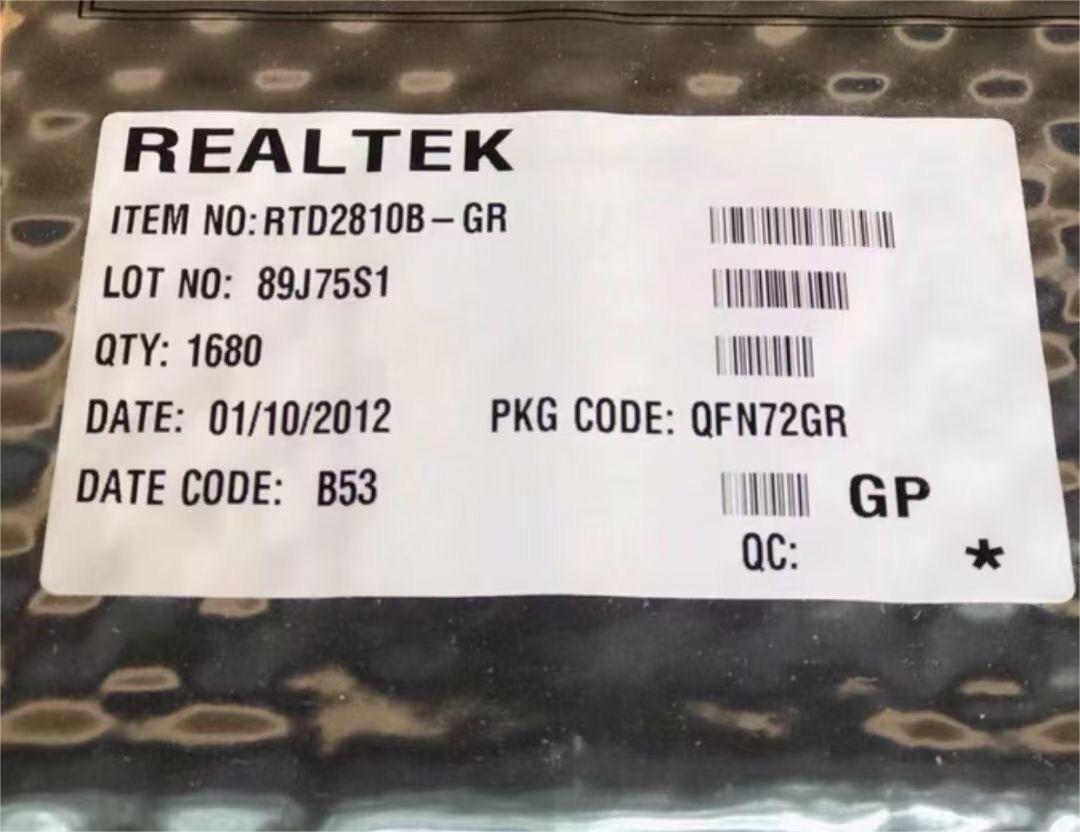 REALTEK
ITEM NO: RTD2810B-GR
LOT NO: 89J75S1
QTY: 1680
DATE: 01/10/2012 PKG CODE: QFN72GR
DATE CODE: B53 GP
QC: *